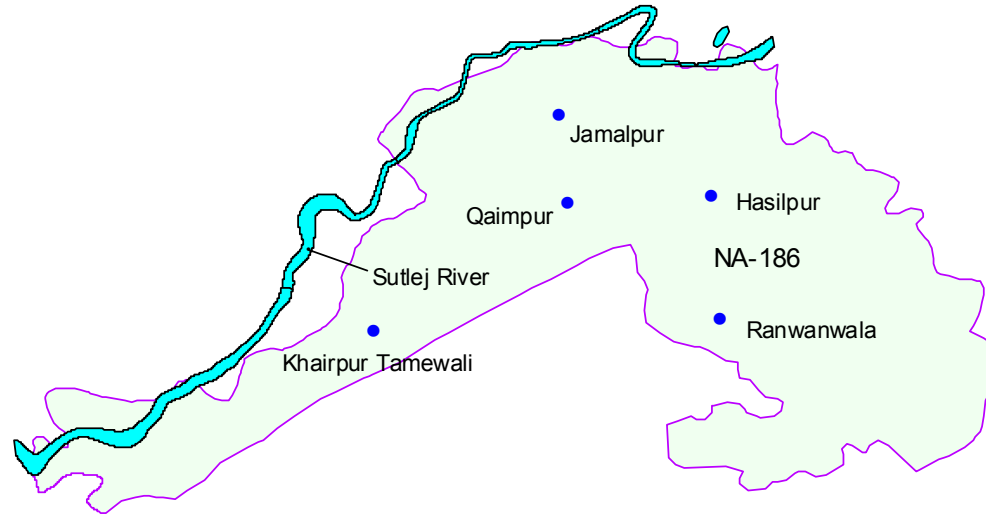 Jamalpur
Hasilpur
Qaimpur
NA-186
Sutlej River
Ranwanwala
Khairpur Tamewali